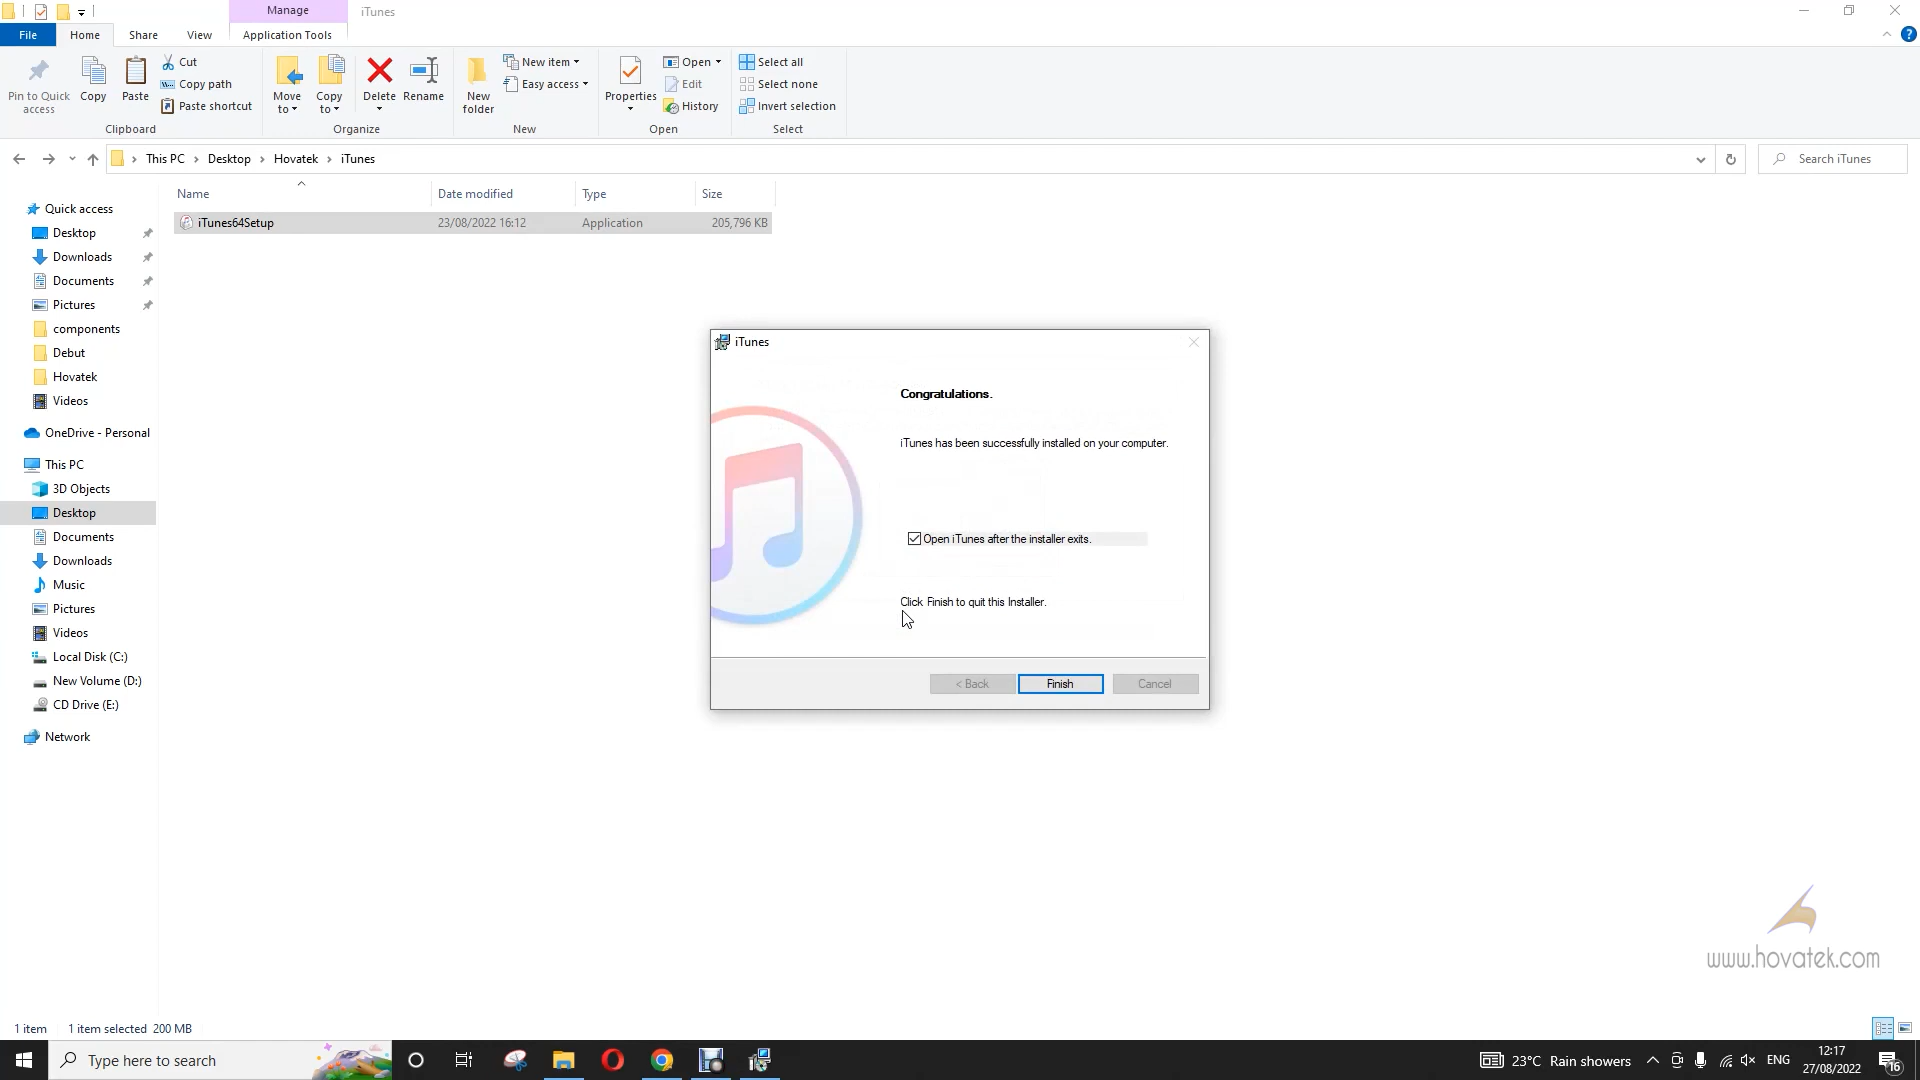 Manage
iTunes
File
Home
Share
View
Application Tools
Pin to Quick access
Copy
Paste
Cut
Copy path
Paste shortcut
Clipboard
Move to
Copy to
Delete
Rename
Organize
New folder
New item
Easy access
New
Properties
Open
Edit
History
Open
Select all
Select none
Invert selection
Select
This PC > Desktop > Hovatek > iTunes
Search iTunes
Name
Date modified
Type
Size
iTunes64Setup
23/08/2022 16:12
Application
205,796 KB
Quick access
Desktop
Downloads
Documents
Pictures
components
Debut
Hovatek
Videos
OneDrive - Personal
This PC
3D Objects
Desktop
Documents
Downloads
Music
Pictures
Videos
Local Disk (C:)
New Volume (D:)
CD Drive (E:)
Network
iTunes
Congratulations.
iTunes has been successfully installed on your computer.
Open iTunes after the installer exits.
Click Finish to quit this Installer.
< Back
Finish
Cancel
www.hovatek.com
1 item
1 item selected 200 MB
Type here to search
23°C Rain showers
ENG
12:17
27/08/2022
16